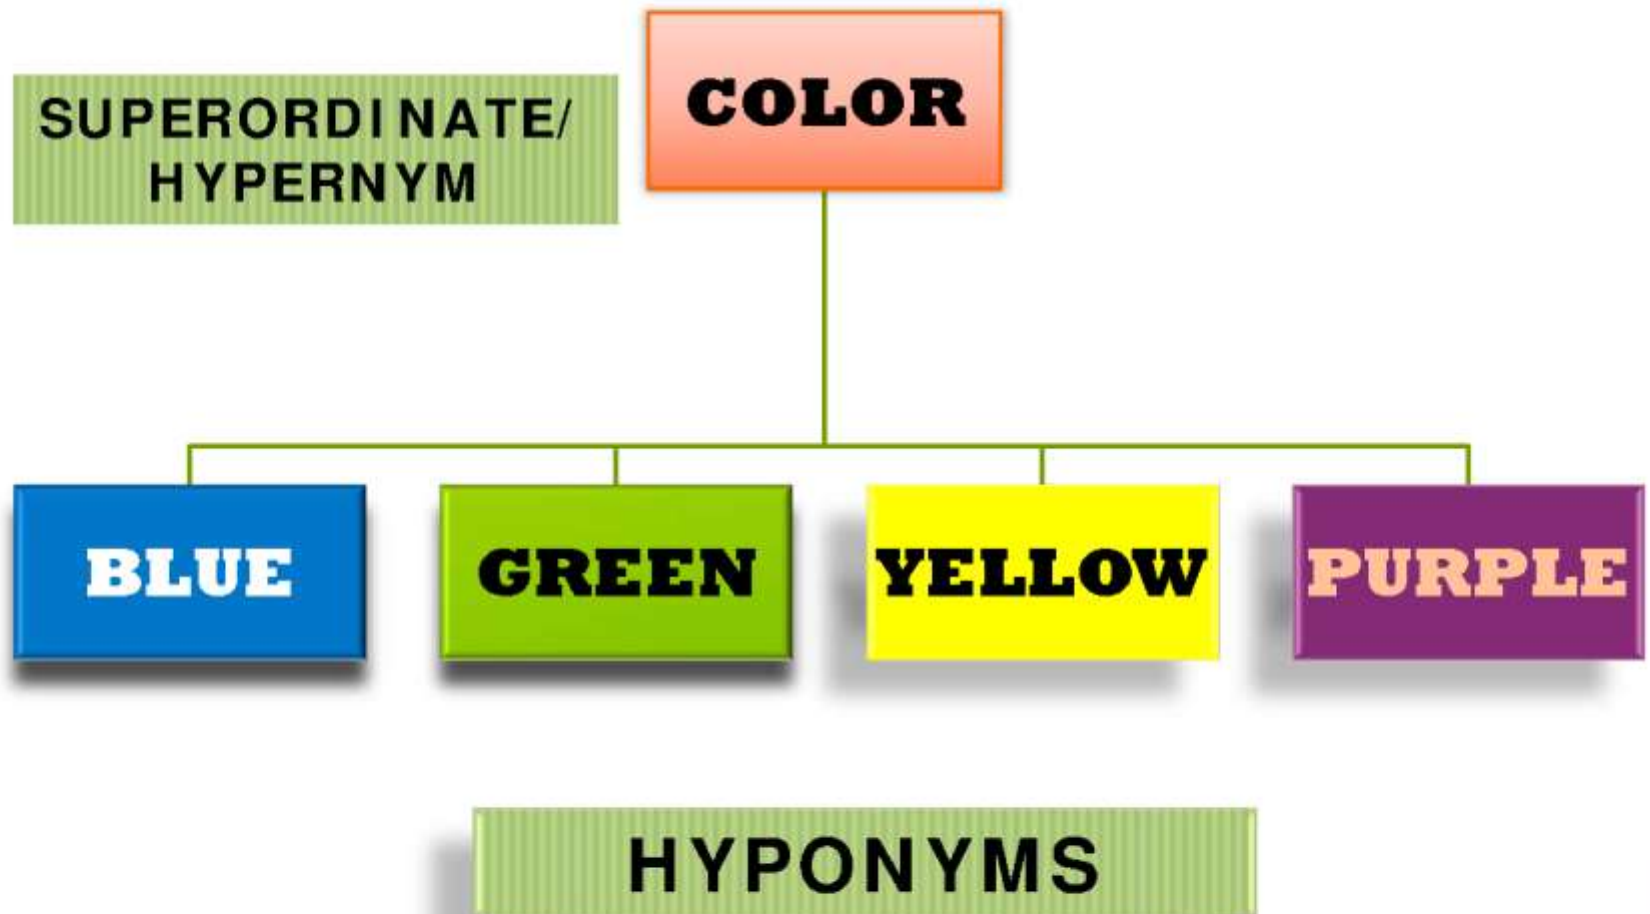 COLOR
SUPERORDINATE/
HYPERNYM
BLUE
GREEN
YELLOW
PURPLE
HYPONYMS